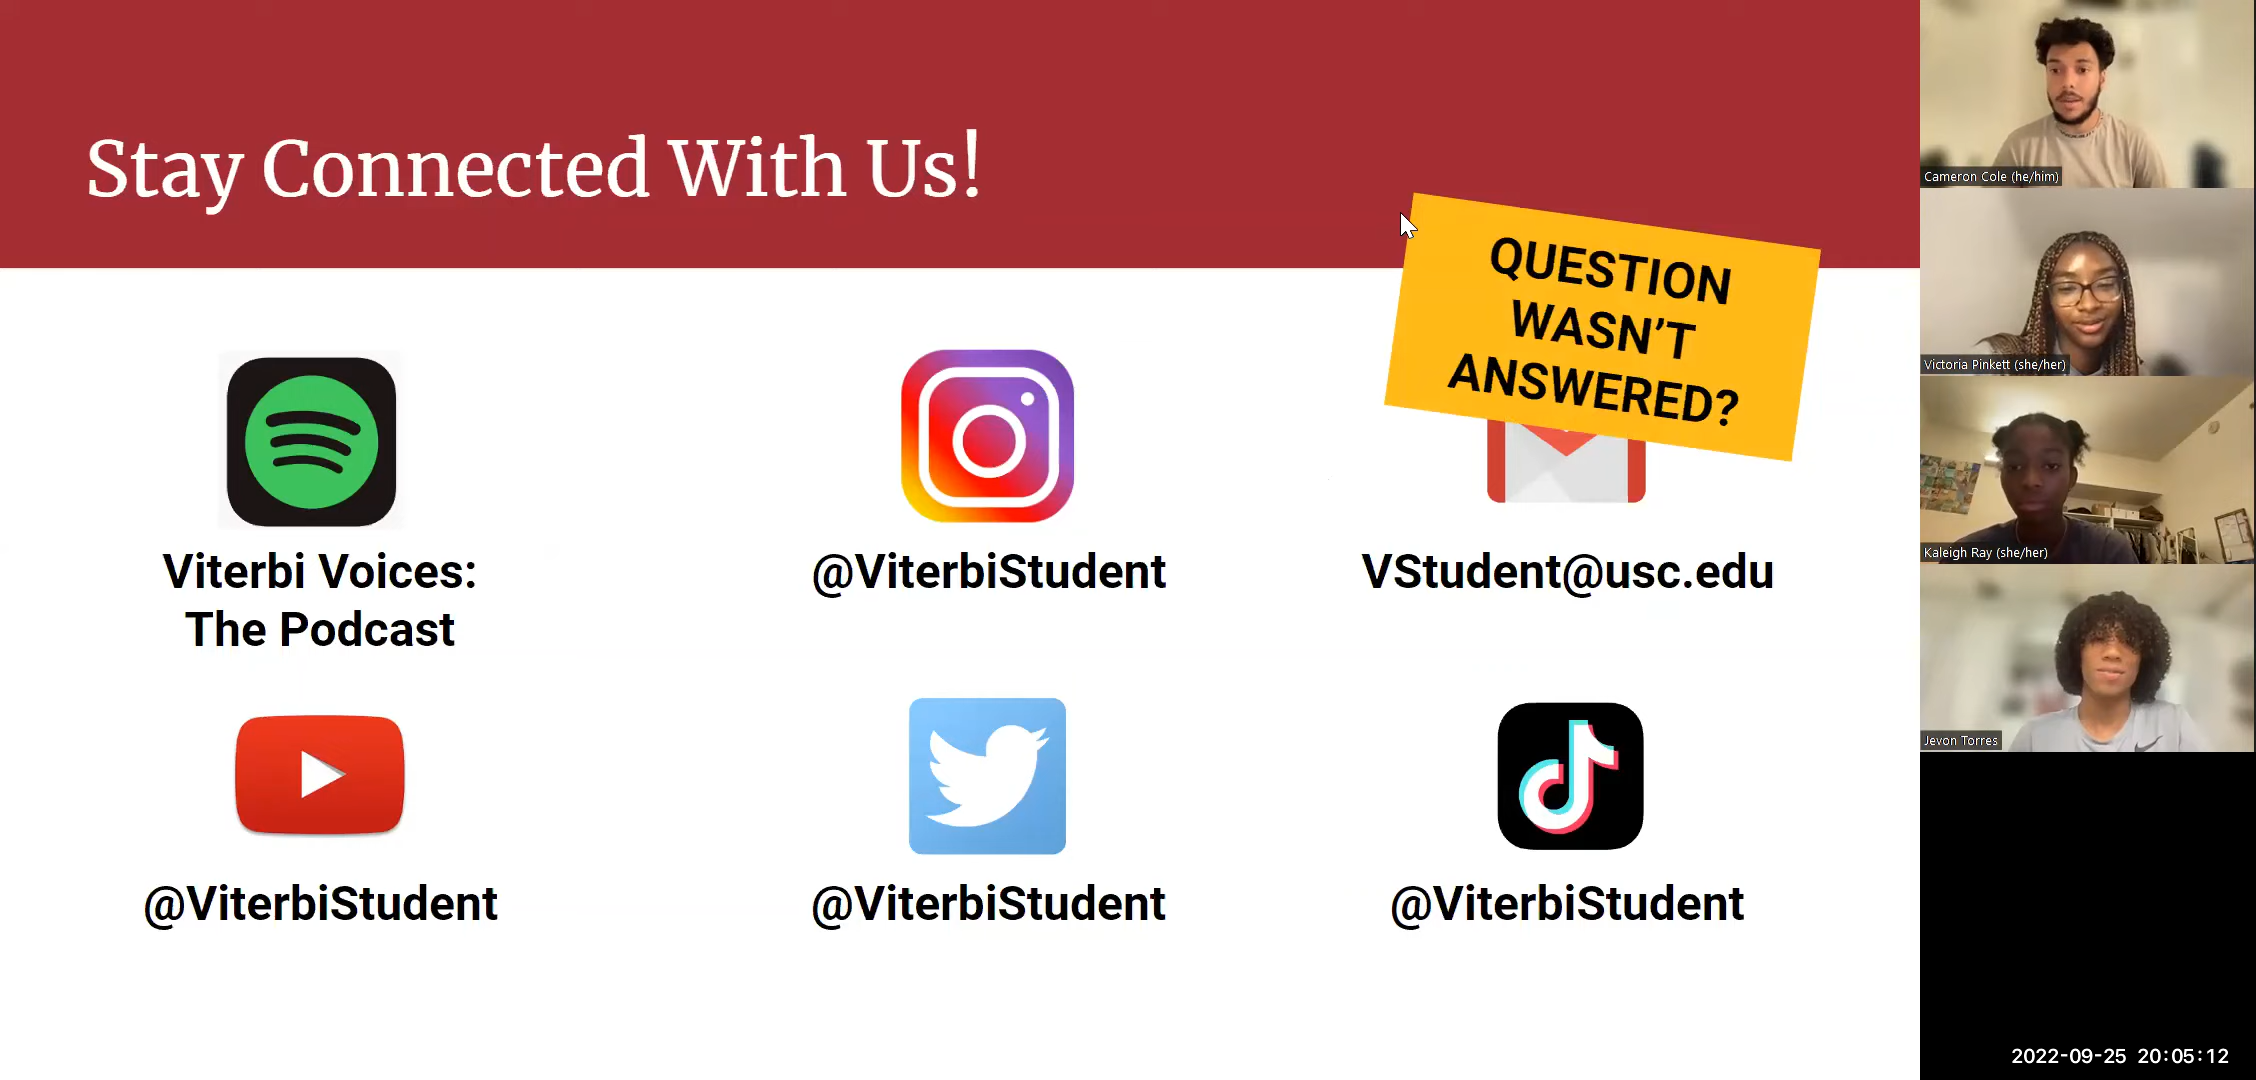 Stay Connected With Us!
QUESTION
WASN’T
ANSWERED?
Viterbi Voices:
The Podcast
@ViterbiStudent
VStudent@usc.edu
@ViterbiStudent
@ViterbiStudent
@ViterbiStudent
Cameron Cole (he/him)
Victoria Pinkett (she/her)
Kaleigh Ray (she/her)
Jevon Torres
2022-09-25 20:05:12